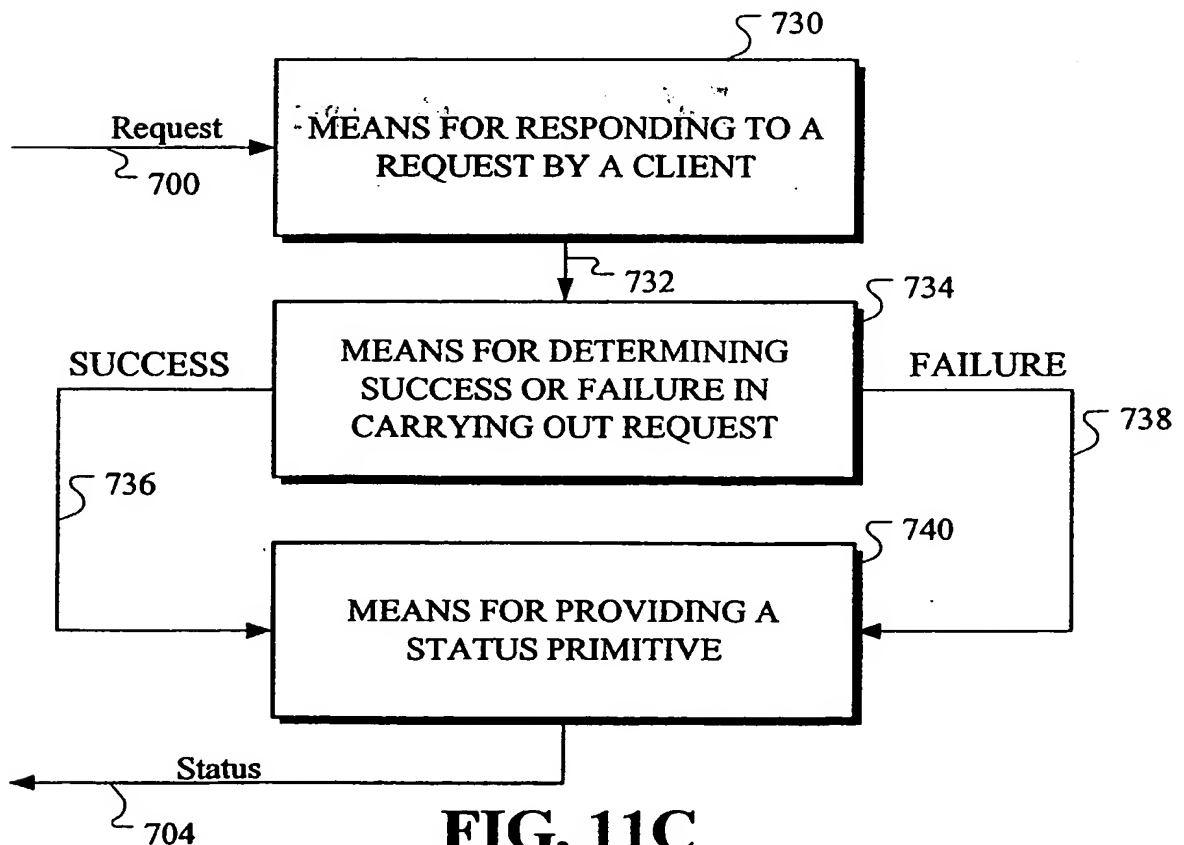 730
Request
700
MEANS FOR RESPONDING TO A
REQUEST BY A CLIENT
732
734
SUCCESS
MEANS FOR DETERMINING
SUCCESS OR FAILURE IN
CARRYING OUT REQUEST
FAILURE
738
736
740
MEANS FOR PROVIDING A
STATUS PRIMITIVE
Status
704
FIG. 11C